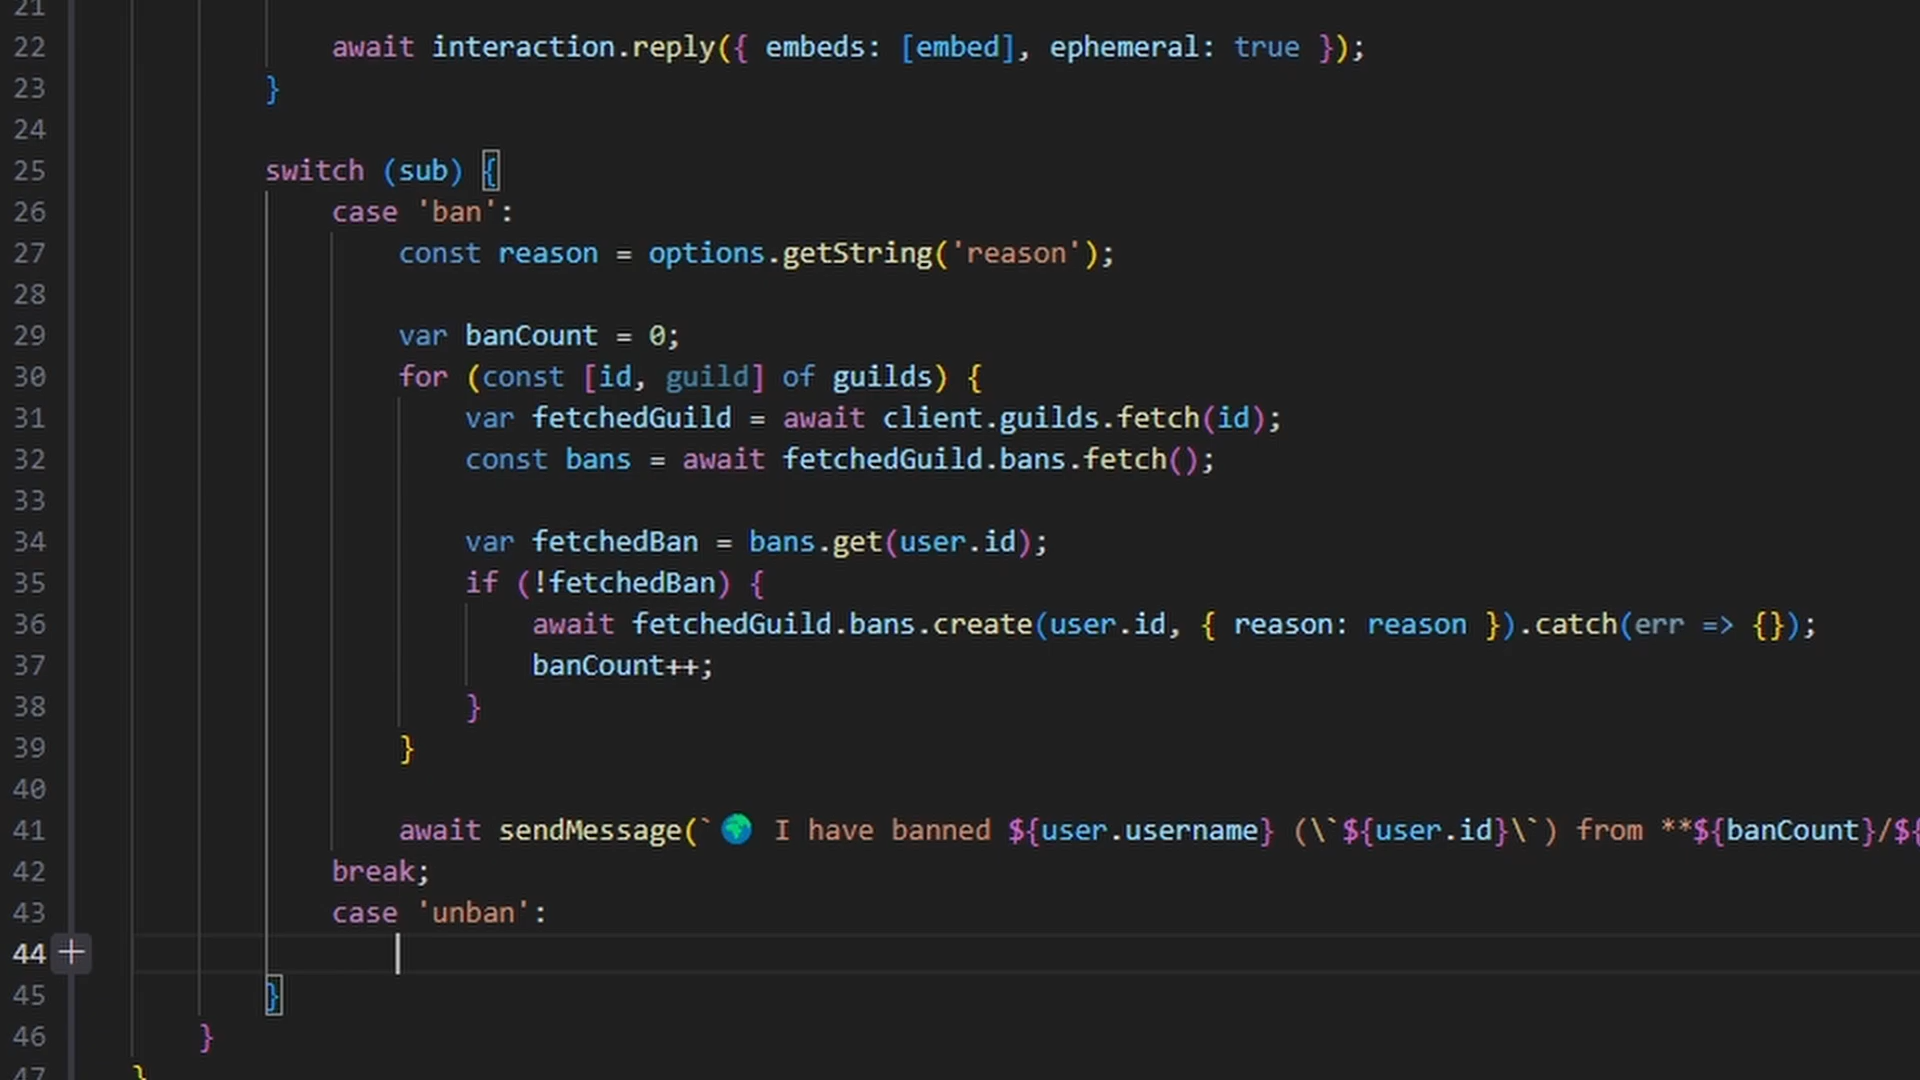 21
22 await interaction.reply({ embeds: [embed], ephemeral: true });
23 }
24
25 switch (sub) {
26 case 'ban':
27 const reason = options.getString('reason');
28
29 var banCount = 0;
30 for (const [id, guild] of guilds) {
31 var fetchedGuild = await client.guilds.fetch(id);
32 const bans = await fetchedGuild.bans.fetch();
33
34 var fetchedBan = bans.get(user.id);
35 if (!fetchedBan) {
36 await fetchedGuild.bans.create(user.id, { reason: reason }).catch(err => {});
37 banCount++;
38 }
39 }
40
41 await sendMessage(`🌍 I have banned ${user.username} (\`${user.id}\`) from **${banCount}/${
42 break;
43 case 'unban':
44
45 }
46 }
47 }